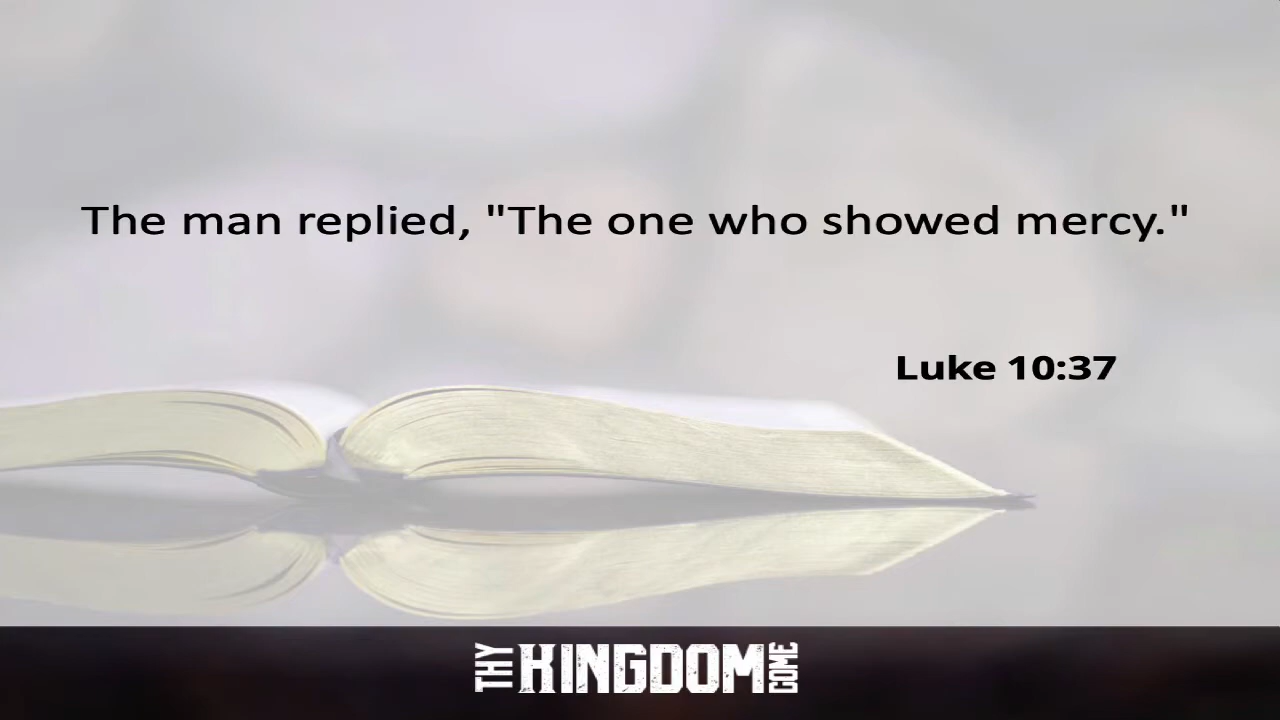 The man replied, "The one who showed mercy."
Luke 10:37
THY KINGDOM COME